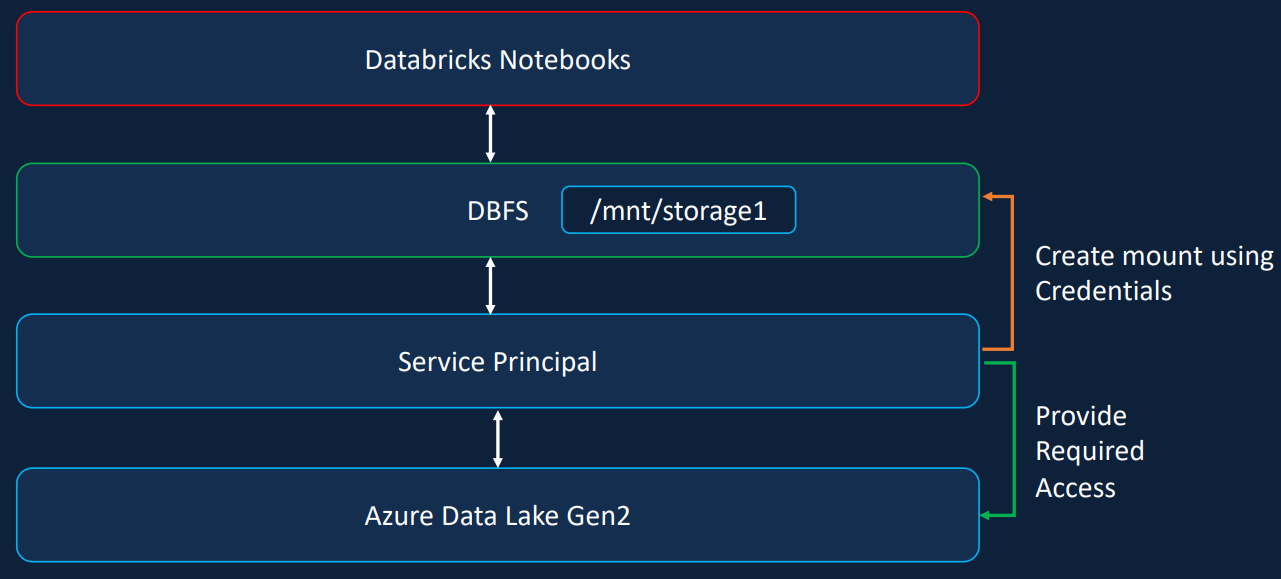 Databricks Notebooks
DBFS
/mnt/storage1
Create mount using
Credentials
Service Principal
Provide
Required
Access
Azure Data Lake Gen2